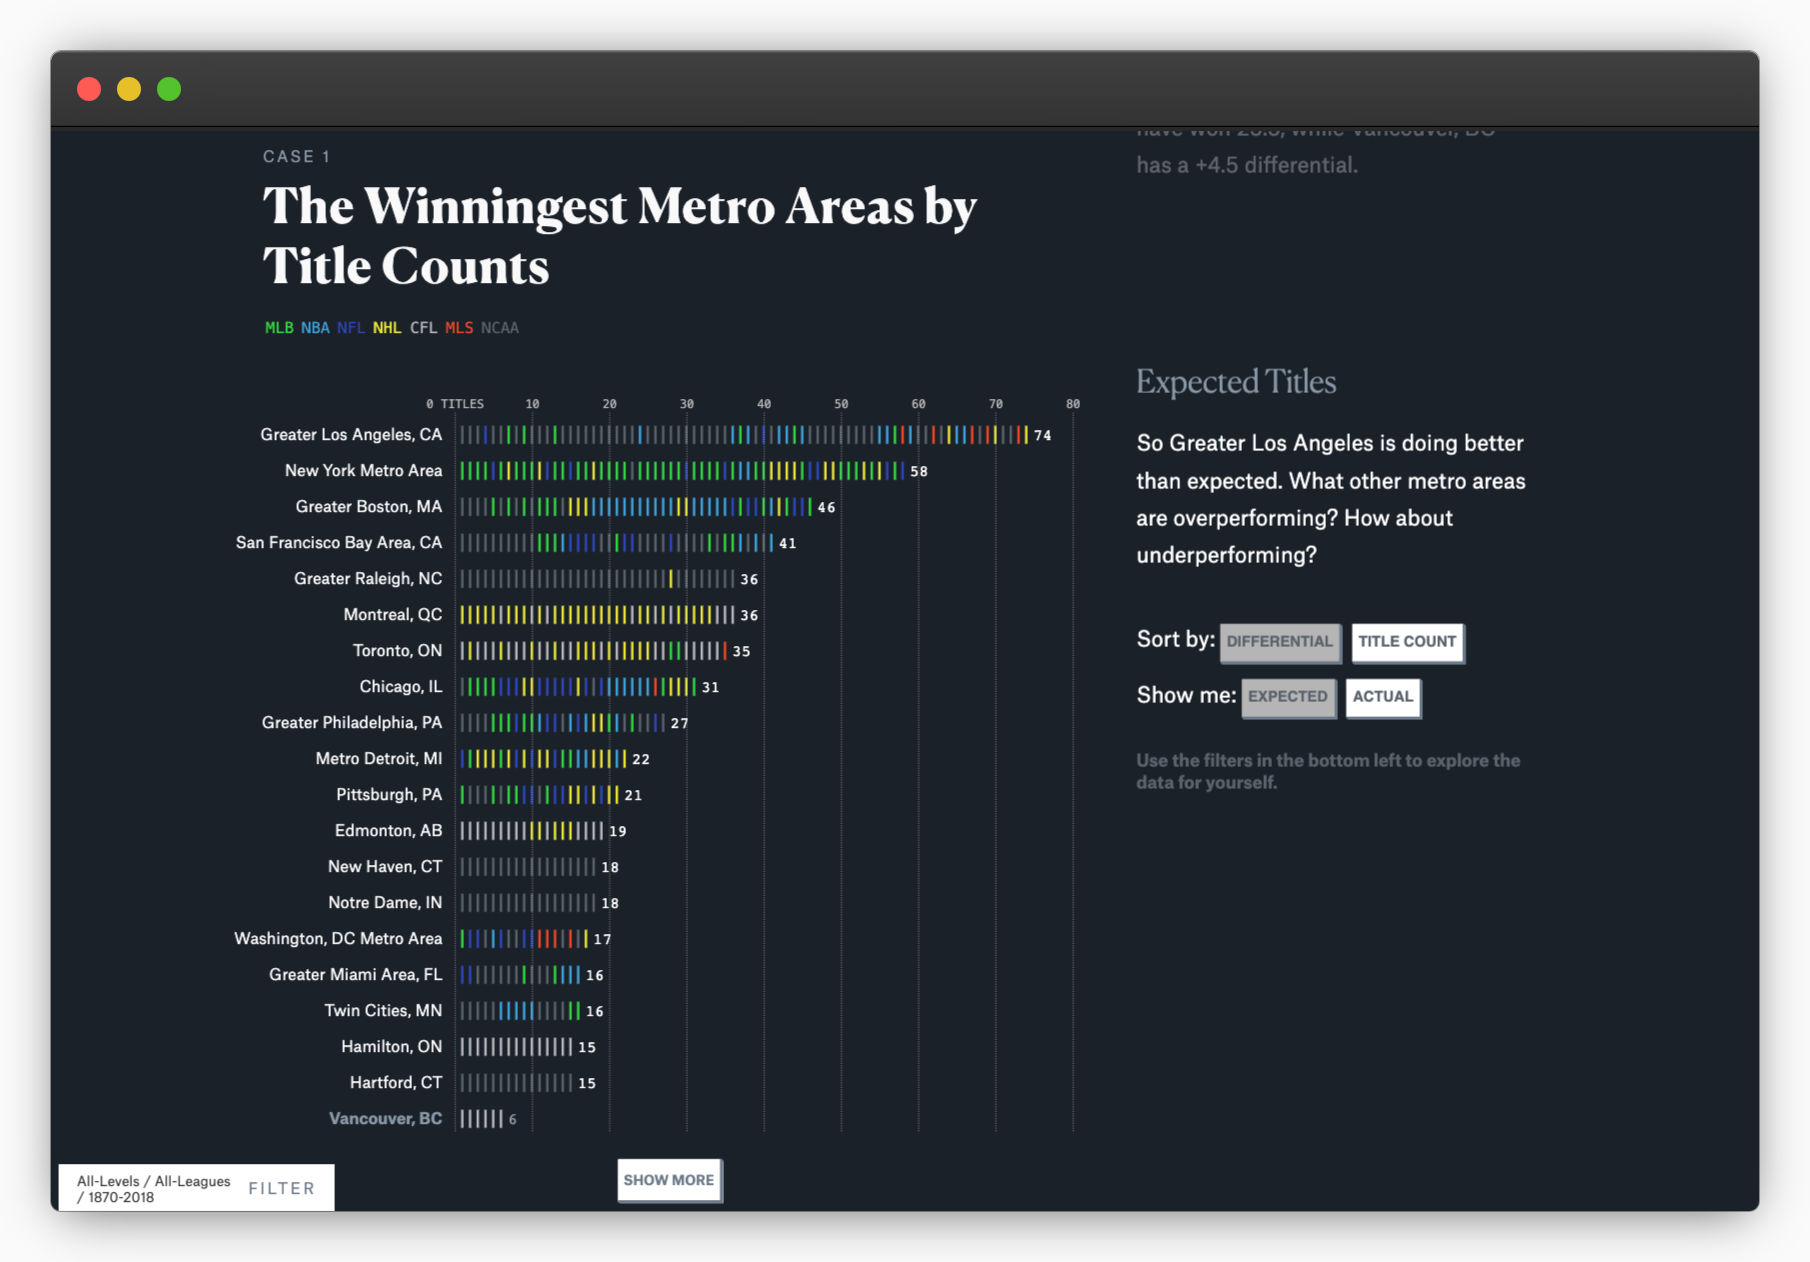 have won 23.5, while Vancouver, BC
has a +4.5 differential.
CASE 1
The Winningest Metro Areas by
Title Counts
MLB NBA NFL NHL CFL MLS NCAA
0 TITLES 10 20 30 40 50 60 70 80
Greater Los Angeles, CA 74
New York Metro Area 58
Greater Boston, MA 46
San Francisco Bay Area, CA 41
Greater Raleigh, NC 36
Montreal, QC 36
Toronto, ON 35
Chicago, IL 31
Greater Philadelphia, PA 27
Metro Detroit, MI 22
Pittsburgh, PA 21
Edmonton, AB 19
New Haven, CT 18
Notre Dame, IN 18
Washington, DC Metro Area 17
Greater Miami Area, FL 16
Twin Cities, MN 16
Hamilton, ON 15
Hartford, CT 15
Vancouver, BC 6
SHOW MORE
Expected Titles
So Greater Los Angeles is doing better
than expected. What other metro areas
are overperforming? How about
underperforming?
Sort by: DIFFERENTIAL TITLE COUNT
Show me: EXPECTED ACTUAL
Use the filters in the bottom left to explore the
data for yourself.
All-Levels / All-Leagues
/ 1870-2018
FILTER